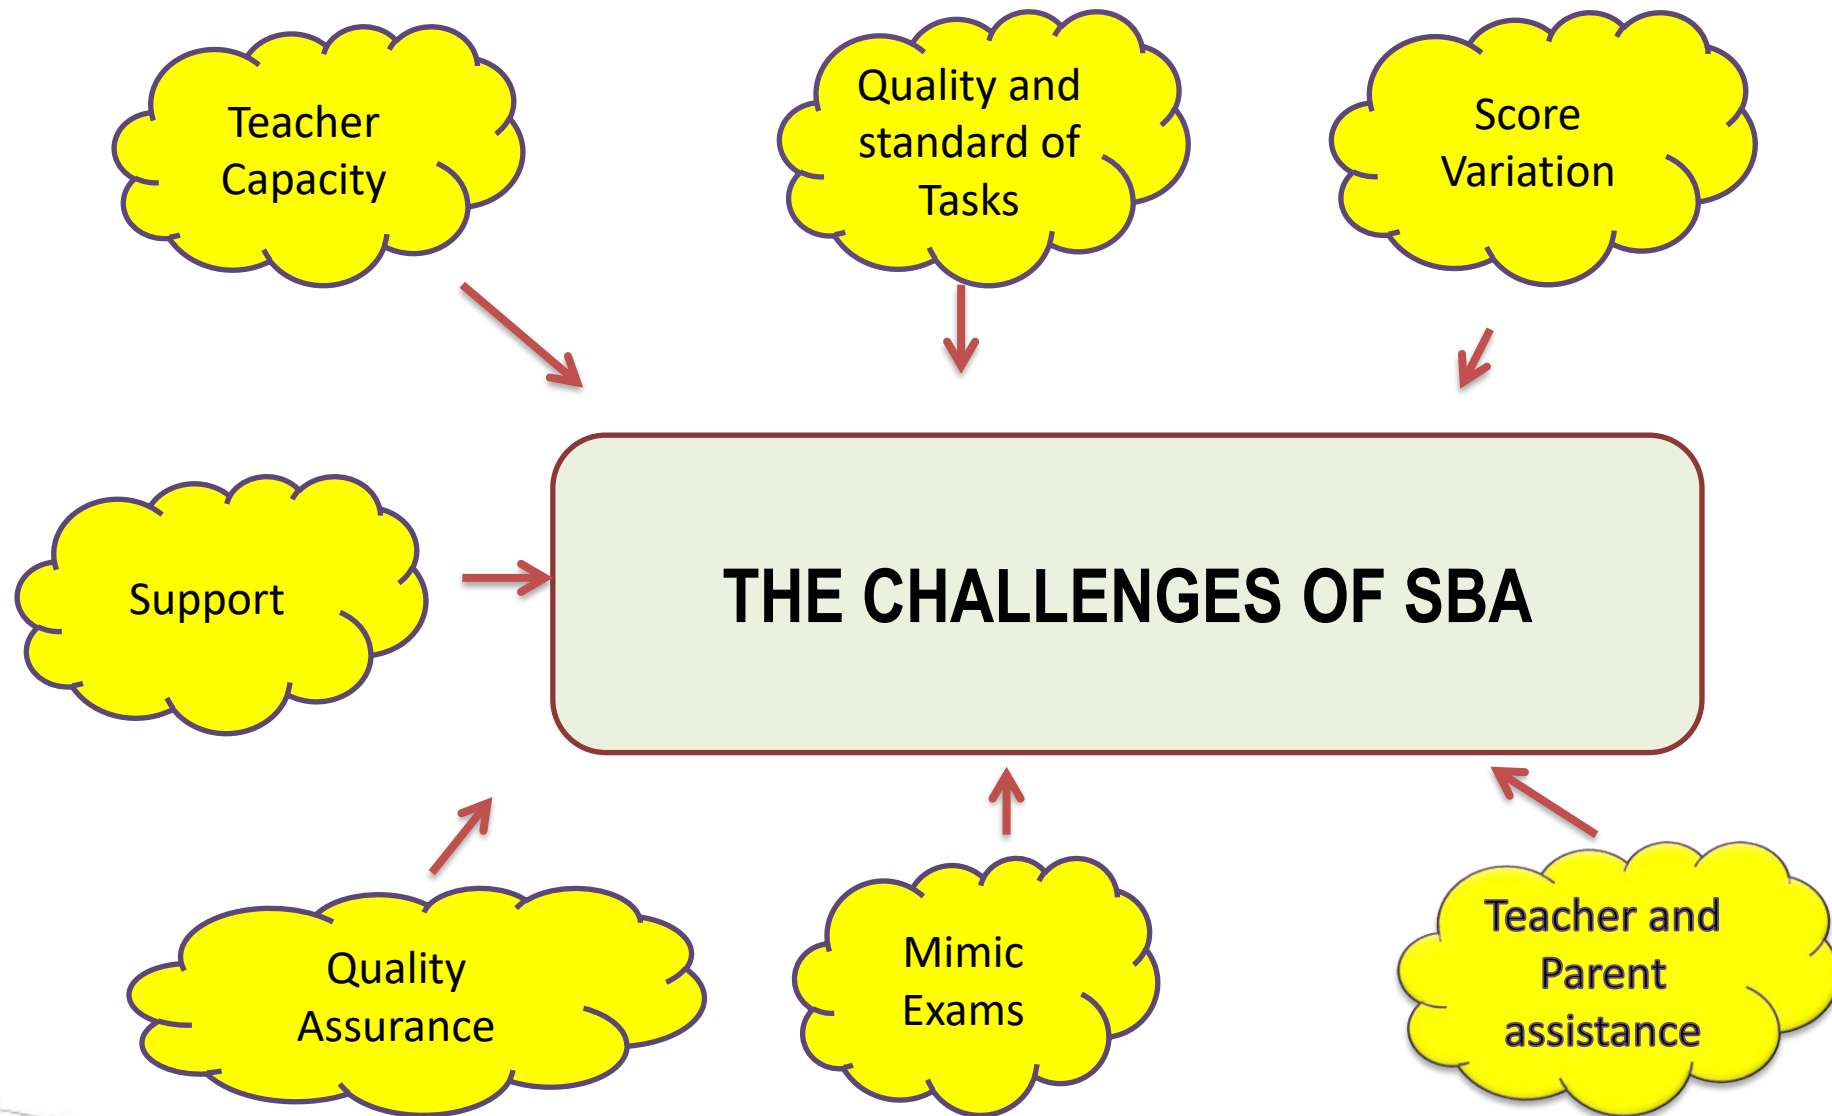 Teacher
Capacity
Quality and
standard of
Tasks
Score
Variation
Support
THE CHALLENGES OF SBA
Quality
Assurance
Mimic
Exams
Teacher and
Parent
assistance